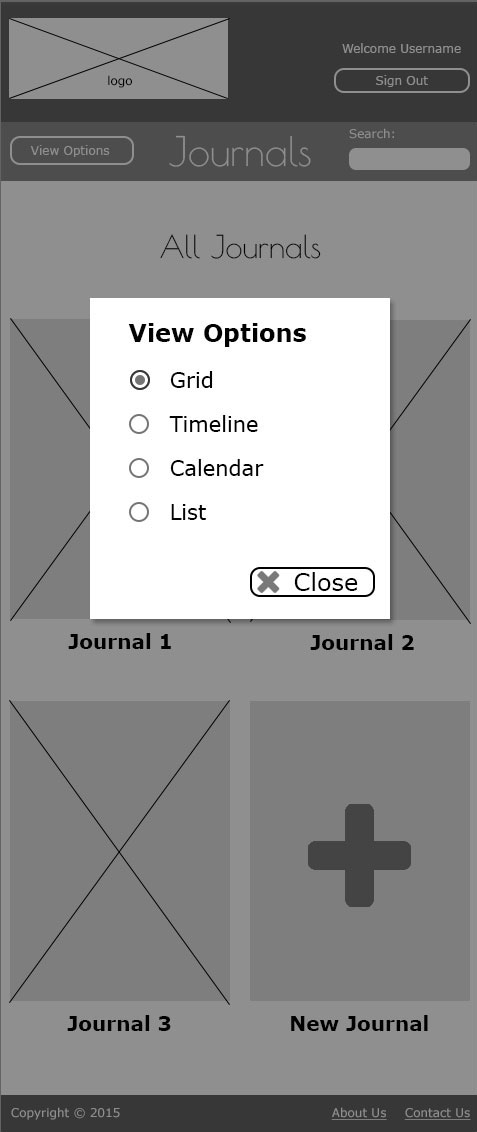 logo
Welcome Username
Sign Out
View Options
Journals
Search:
All Journals
View Options
Grid
Timeline
Calendar
List
Close
Journal 1
Journal 2
Journal 3
New Journal
Copyright © 2015
About Us
Contact Us